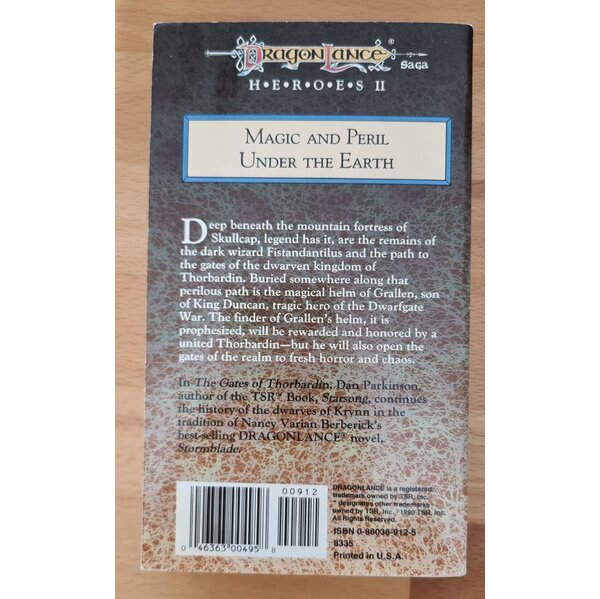 DRAGONLANCE®
SAGA
H•E•R•O•E•S II
MAGIC AND PERIL
UNDER THE EARTH
Deep beneath the mountain fortress of
Skullcap, legend has it, are the remains of
the dark wizard Fistandantilus and the path to
the gates of the dwarven kingdom of
Thorbardin. Buried somewhere along that
perilous path is the magical helm of Grallen, son
of King Duncan, tragic hero of the Dwarfgate
War. The finder of Grallen's helm, it is
prophesized, will be rewarded and honored by a
united Thorbardin—but he will also open the
gates of the realm to fresh horror and chaos.
In The Gates of Thorbardin, Dan Parkinson,
author of the TSR™ Book, Starsong, continues
the history of the dwarves of Krynn in the
tradition of Nancy Varian Berberick's
best-selling DRAGONLANCE® novel,
Stormblade.
00912
0 46363 00495 8
DRAGONLANCE is a registered
trademark owned by TSR, Inc.
™ designates other trademarks
owned by TSR, Inc. ©1990 TSR, Inc.
All Rights Reserved.
ISBN 0-88038-912-5
8335
Printed in U.S.A.